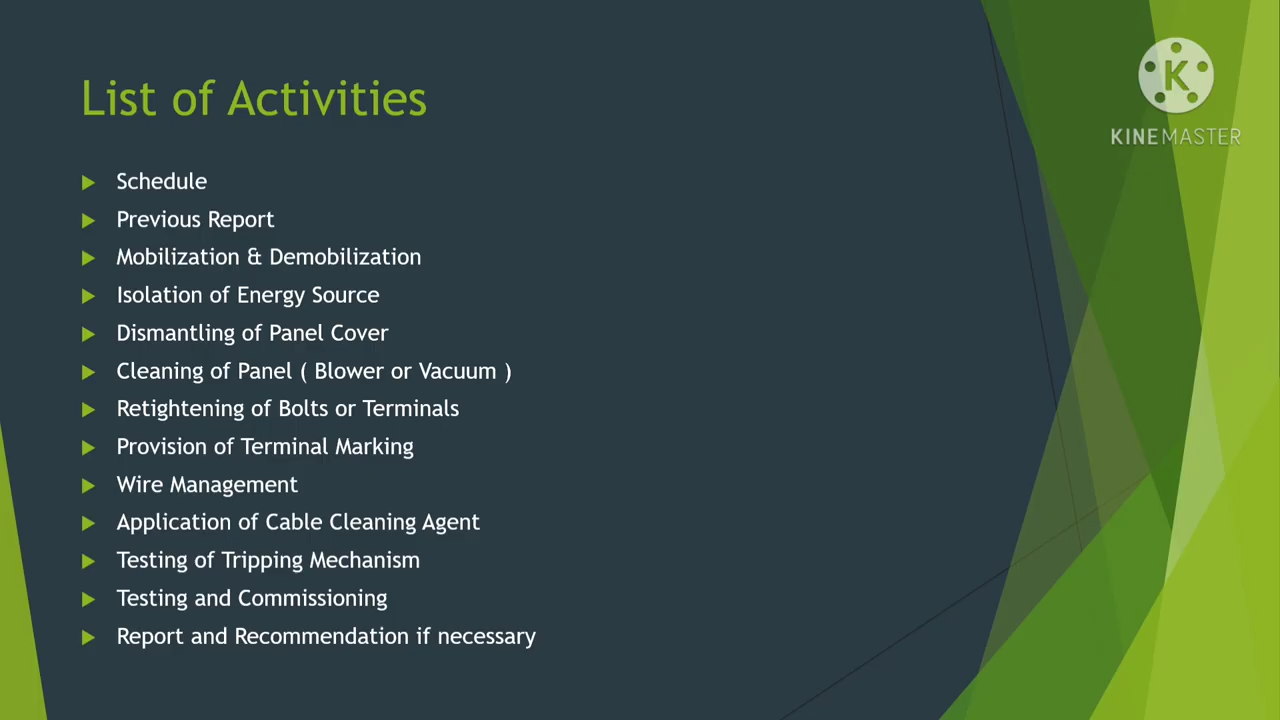 List of Activities
Schedule
Previous Report
Mobilization & Demobilization
Isolation of Energy Source
Dismantling of Panel Cover
Cleaning of Panel ( Blower or Vacuum )
Retightening of Bolts or Terminals
Provision of Terminal Marking
Wire Management
Application of Cable Cleaning Agent
Testing of Tripping Mechanism
Testing and Commissioning
Report and Recommendation if necessary
K
KINEMASTER